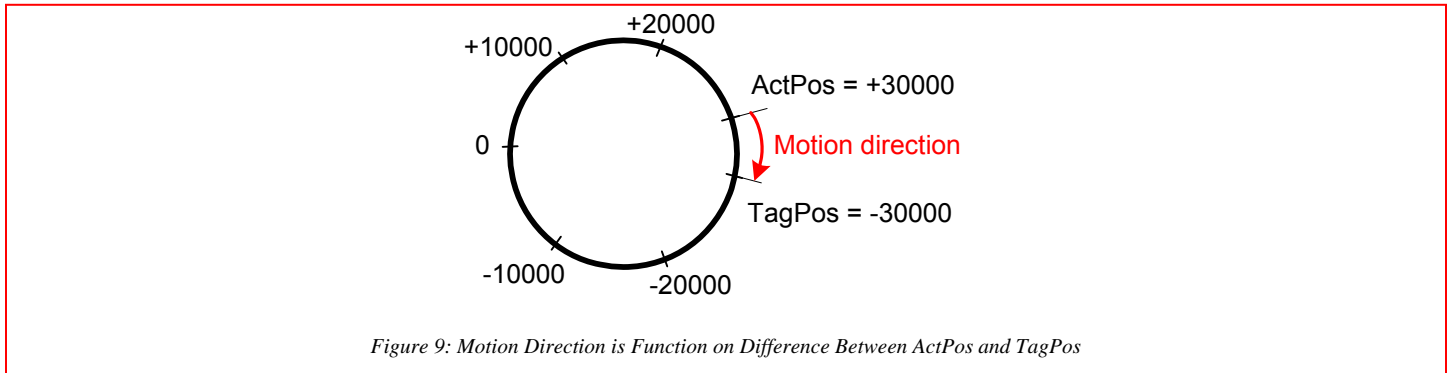 +20000
+10000
ActPos = +30000
0
Motion direction
TagPos = -30000
-10000
-20000
Figure 9: Motion Direction is Function on Difference Between ActPos and TagPos